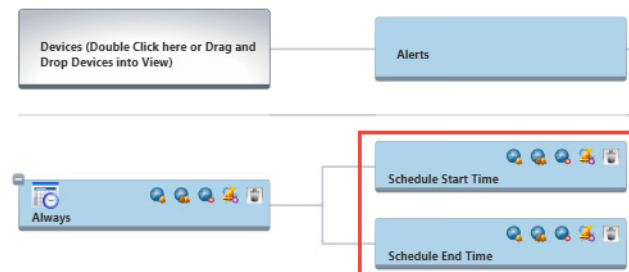 Devices (Double Click here or Drag and
Drop Devices into View)
Alerts
Always
Schedule Start Time
Schedule End Time